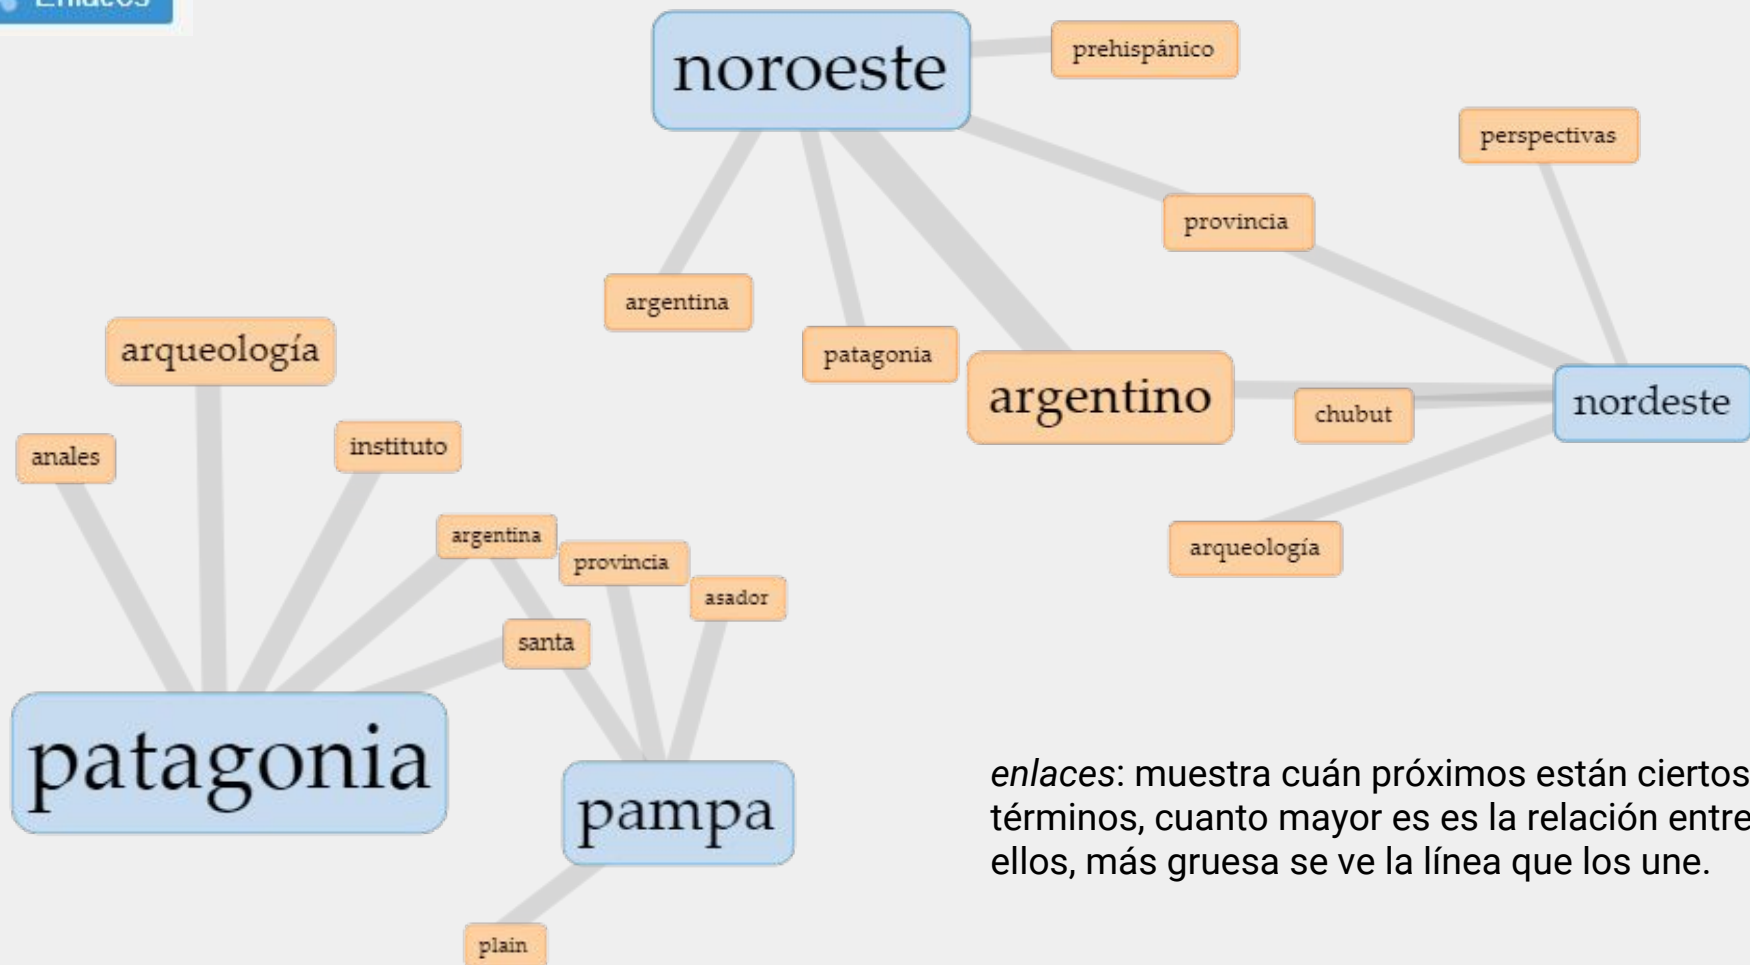 Enlaces
noroeste
prehispánico
perspectivas
provincia
argentina
patagonia
argentino
chubut
nordeste
arqueología
arqueología
anales
instituto
argentina
provincia
asador
santa
patagonia
pampa
plain
enlaces: muestra cuán próximos están ciertos
términos, cuanto mayor es es la relación entre
ellos, más gruesa se ve la línea que los une.